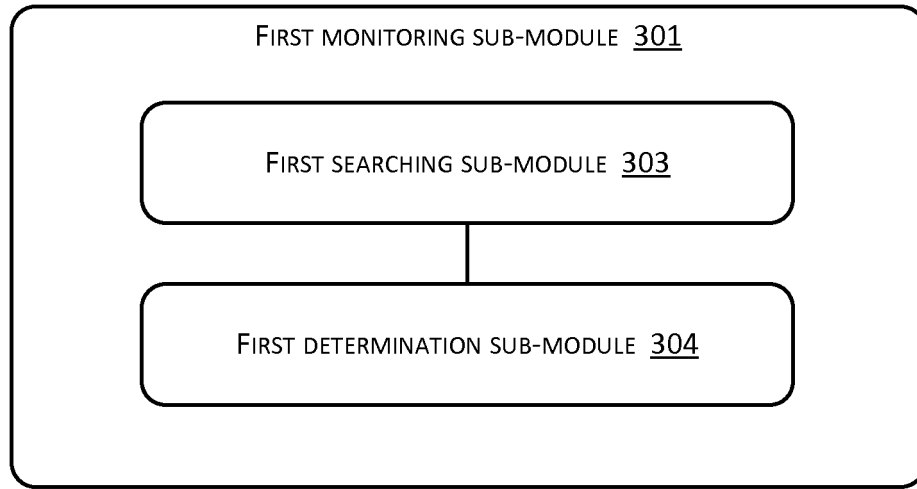 FIRST MONITORING SUB-MODULE 301
FIRST SEARCHING SUB-MODULE 303
FIRST DETERMINATION SUB-MODULE 304